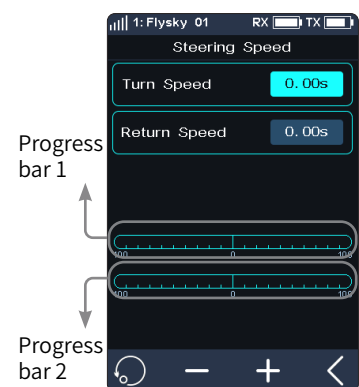 1: Flysky 01 RX TX
Steering Speed
Turn Speed 0.00s
Return Speed 0.00s
Progress
bar 1
100 0 100
100 0 100
Progress
bar 2